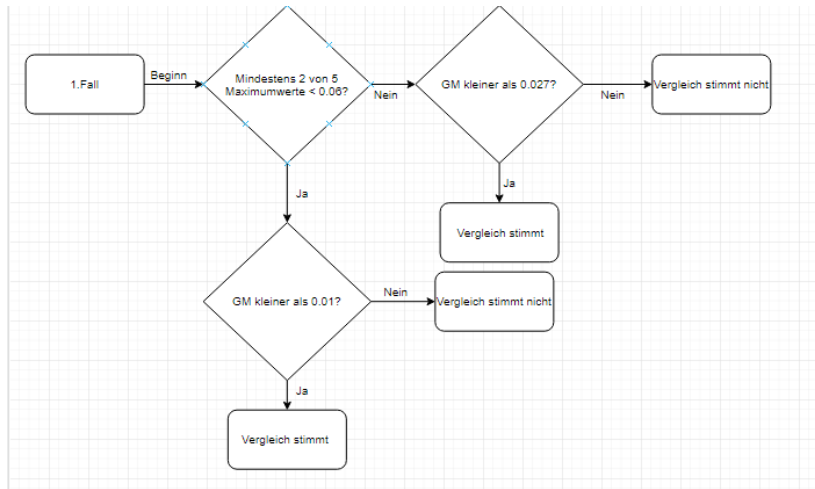 1.Fall
Beginn
Mindestens 2 von 5
Maximumwerte < 0.06?
Nein
GM kleiner als 0.027?
Nein
Vergleich stimmt nicht
Ja
Vergleich stimmt
Ja
GM kleiner als 0.01?
Nein
Vergleich stimmt nicht
Ja
Vergleich stimmt